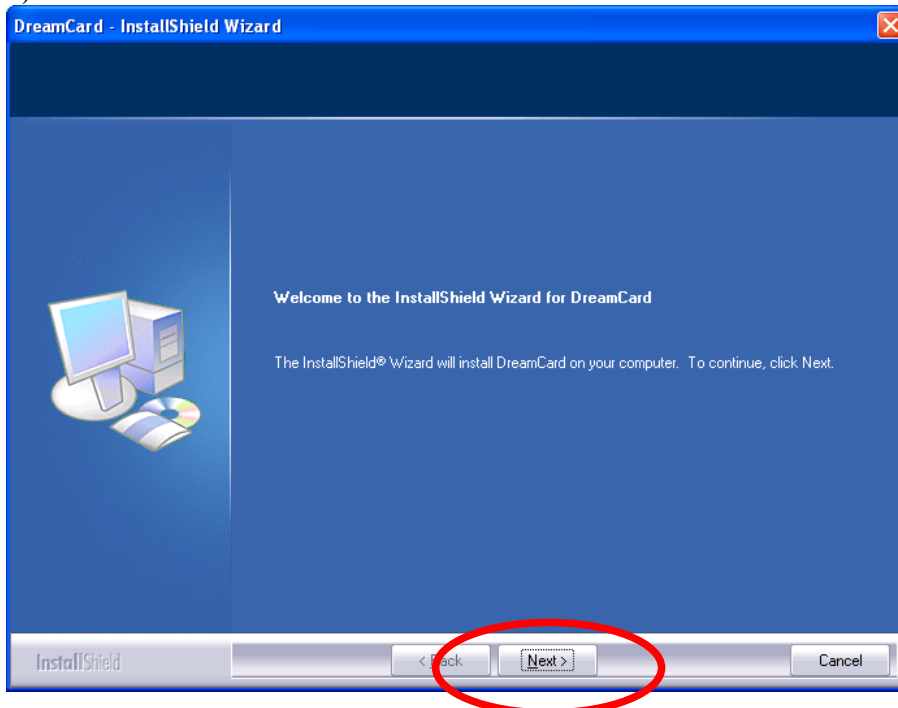 )
DreamCard - InstallShield Wizard
Welcome to the InstallShield Wizard for DreamCard
The InstallShield® Wizard will install DreamCard on your computer. To continue, click Next.
InstallShield
< Back
Next >
Cancel